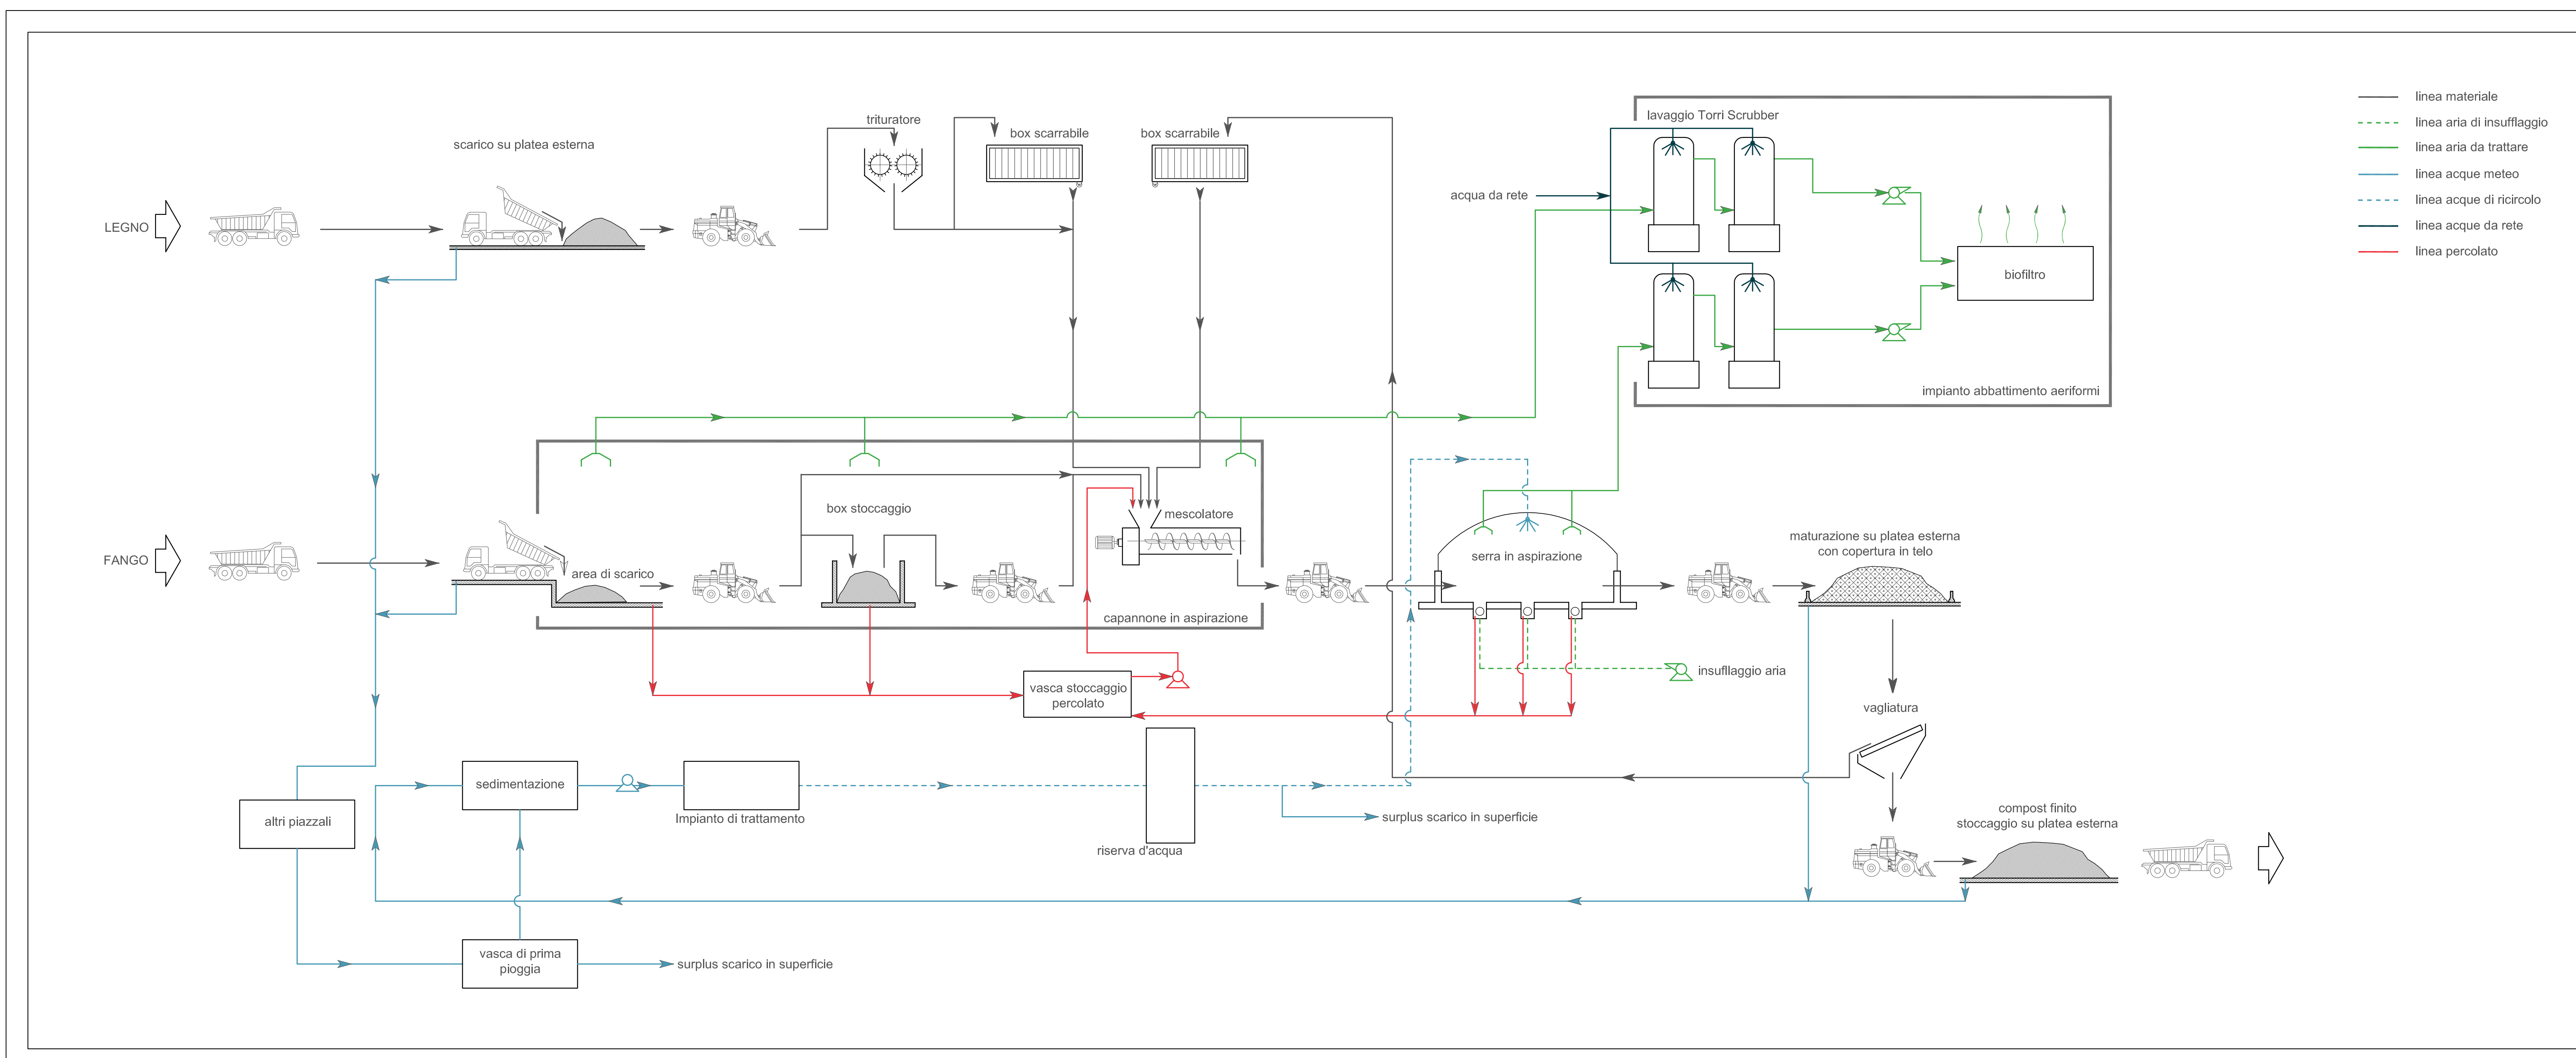 lavaggio Torri Scrubber
linea materiale
linea aria di insufflaggio
linea aria da trattare
linea acque meteo
linea acque di ricircolo
linea acque da rete
linea percolato
trituratore
box scarrabile
box scarrabile
scarico su platea esterna
acqua da rete
LEGNO
biofiltro
impianto abbattimento aeriformi
box stoccaggio
mescolatore
FANGO
area di scarico
serra in aspirazione
maturazione su platea esterna
con copertura in telo
capannone in aspirazione
vasca stoccaggio
percolato
insufllaggio aria
vagliatura
sedimentazione
Impianto di trattamento
altri piazzali
riserva d'acqua
surplus scarico in superficie
compost finito
stoccaggio su platea esterna
vasca di prima
pioggia
surplus scarico in superficie